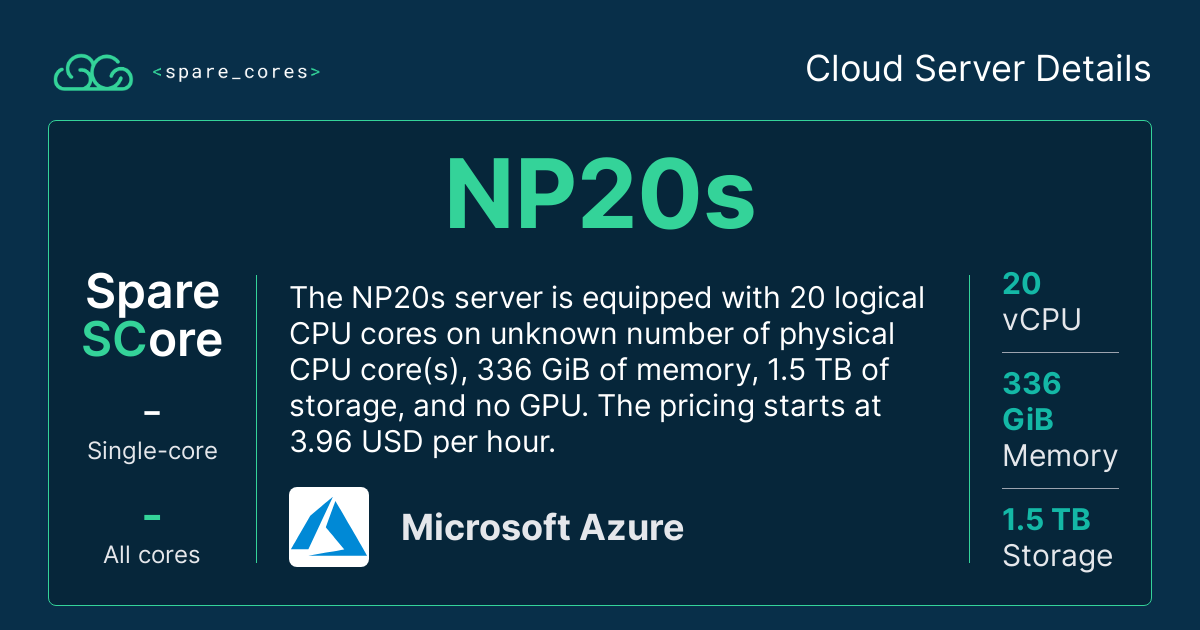 <spare_cores>
Cloud Server Details
NP20s
Spare
SCore
–
Single-core
–
All cores
The NP20s server is equipped with 20 logical
CPU cores on unknown number of physical
CPU core(s), 336 GiB of memory, 1.5 TB of
storage, and no GPU. The pricing starts at
3.96 USD per hour.
Microsoft Azure
20
vCPU
336
GiB
Memory
1.5 TB
Storage